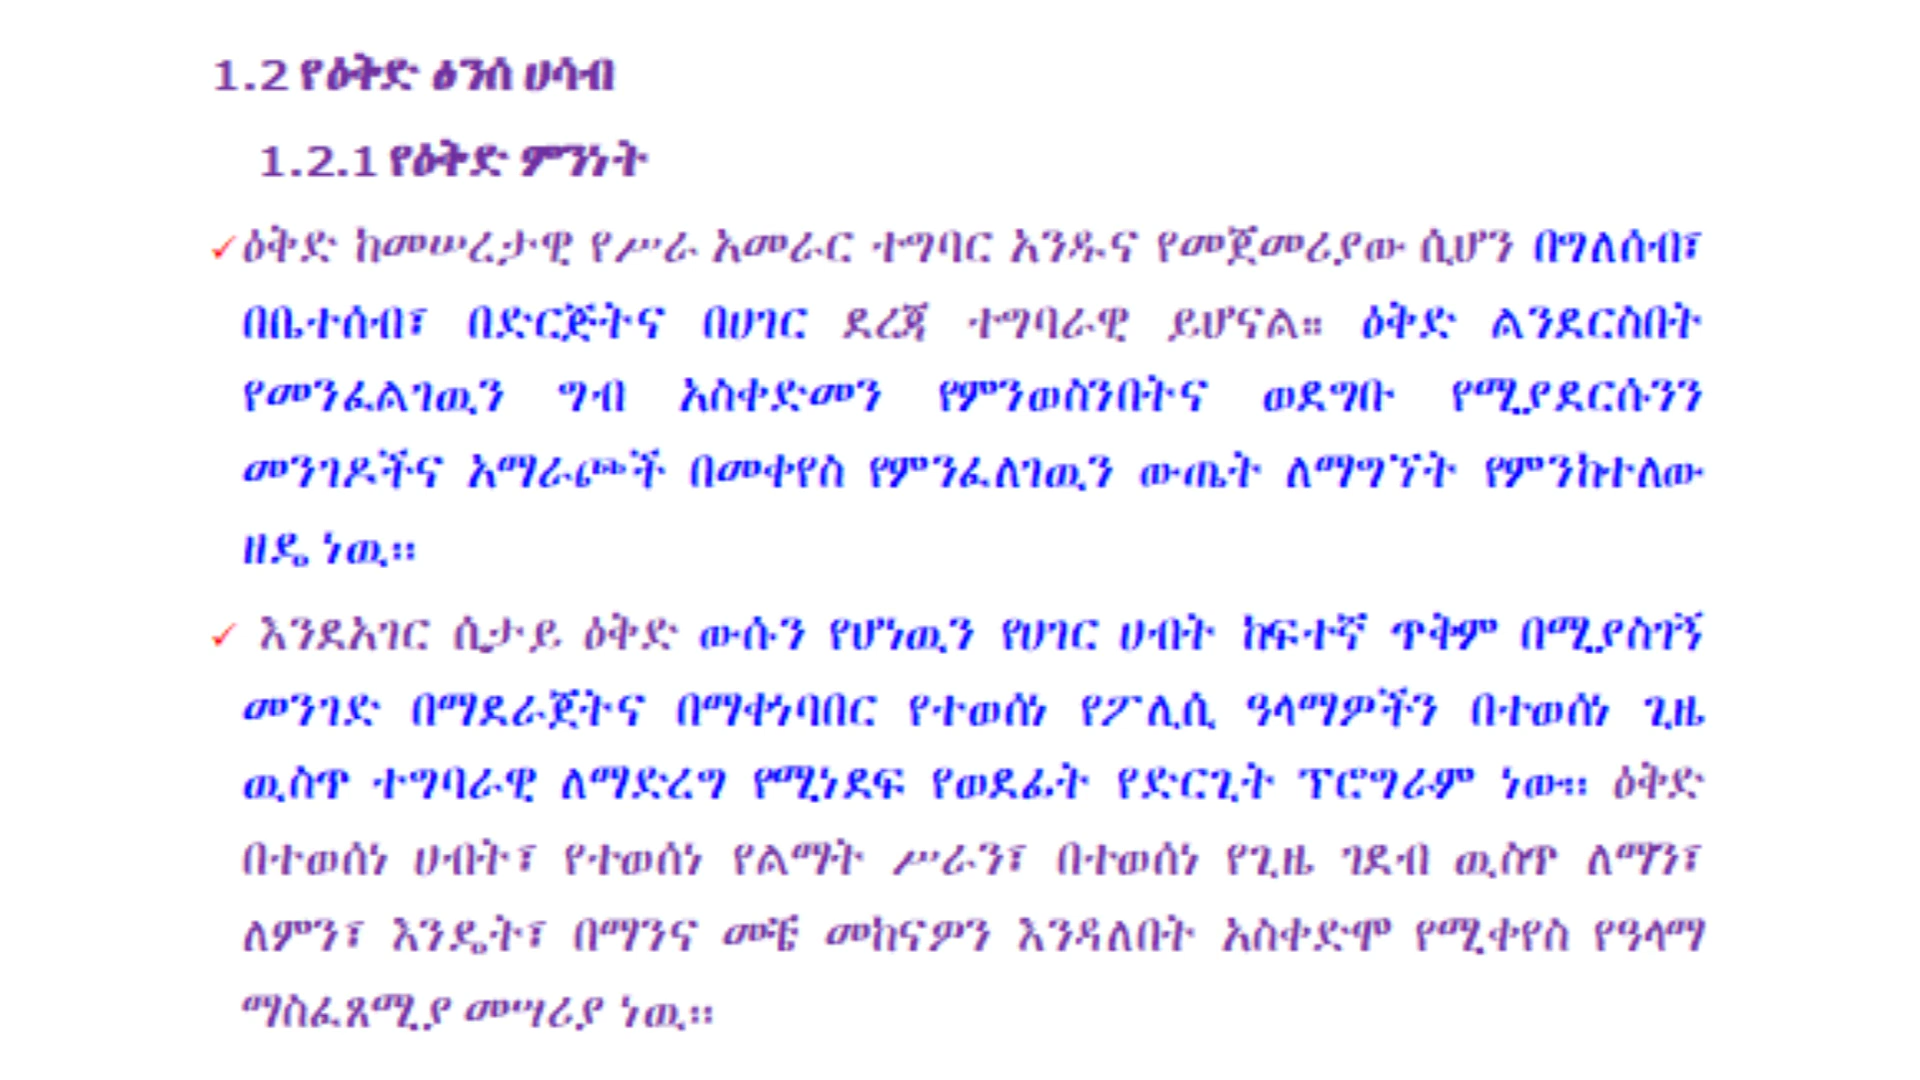 1.2 የዕቅድ ፅንሰ ሀሳብ
1.2.1 የዕቅድ ምንነት
✓ዕቅድ ከመሠረታዊ የሥራ አመራር ተግባር አንዱና የመጀመሪያው ሲሆን በግለሰብ፣
በቤተሰብ፣ በድርጅትና በሀገር ደረጃ ተግባራዊ ይሆናል። ዕቅድ ልንደርስበት
የመንፈልገዉን ግብ አስቀድመን የምንወስንበትና ወደግቡ የሚያደርሱንን
መንገዶችና አማራጮች በመቀየስ የምንፈለገዉን ውጤት ለማግኘት የምንከተለው
ዘዴ ነዉ፡፡
✓ እንደአገር ሲታይ ዕቅድ ውሱን የሆነዉን የሀገር ሀብት ከፍተኛ ጥቅም በሚያስገኝ
መንገድ በማደራጀትና በማቀነባበር የተወሰነ የፖሊሲ ዓላማዎችን በተወሰነ ጊዜ
ዉስጥ ተግባራዊ ለማድረግ የሚነደፍ የወደፊት የድርጊት ፕሮግራም ነው፡፡ ዕቅድ
በተወሰነ ሀብት፣ የተወሰነ የልማት ሥራን፣ በተወሰነ የጊዜ ገደብ ዉስጥ ለማን፣
ለምን፣ እንዴት፣ በማንና መቼ መከናዎን እንዳለበት አስቀድሞ የሚቀየስ የዓላማ
ማስፈጸሚያ መሣሪያ ነዉ፡፡